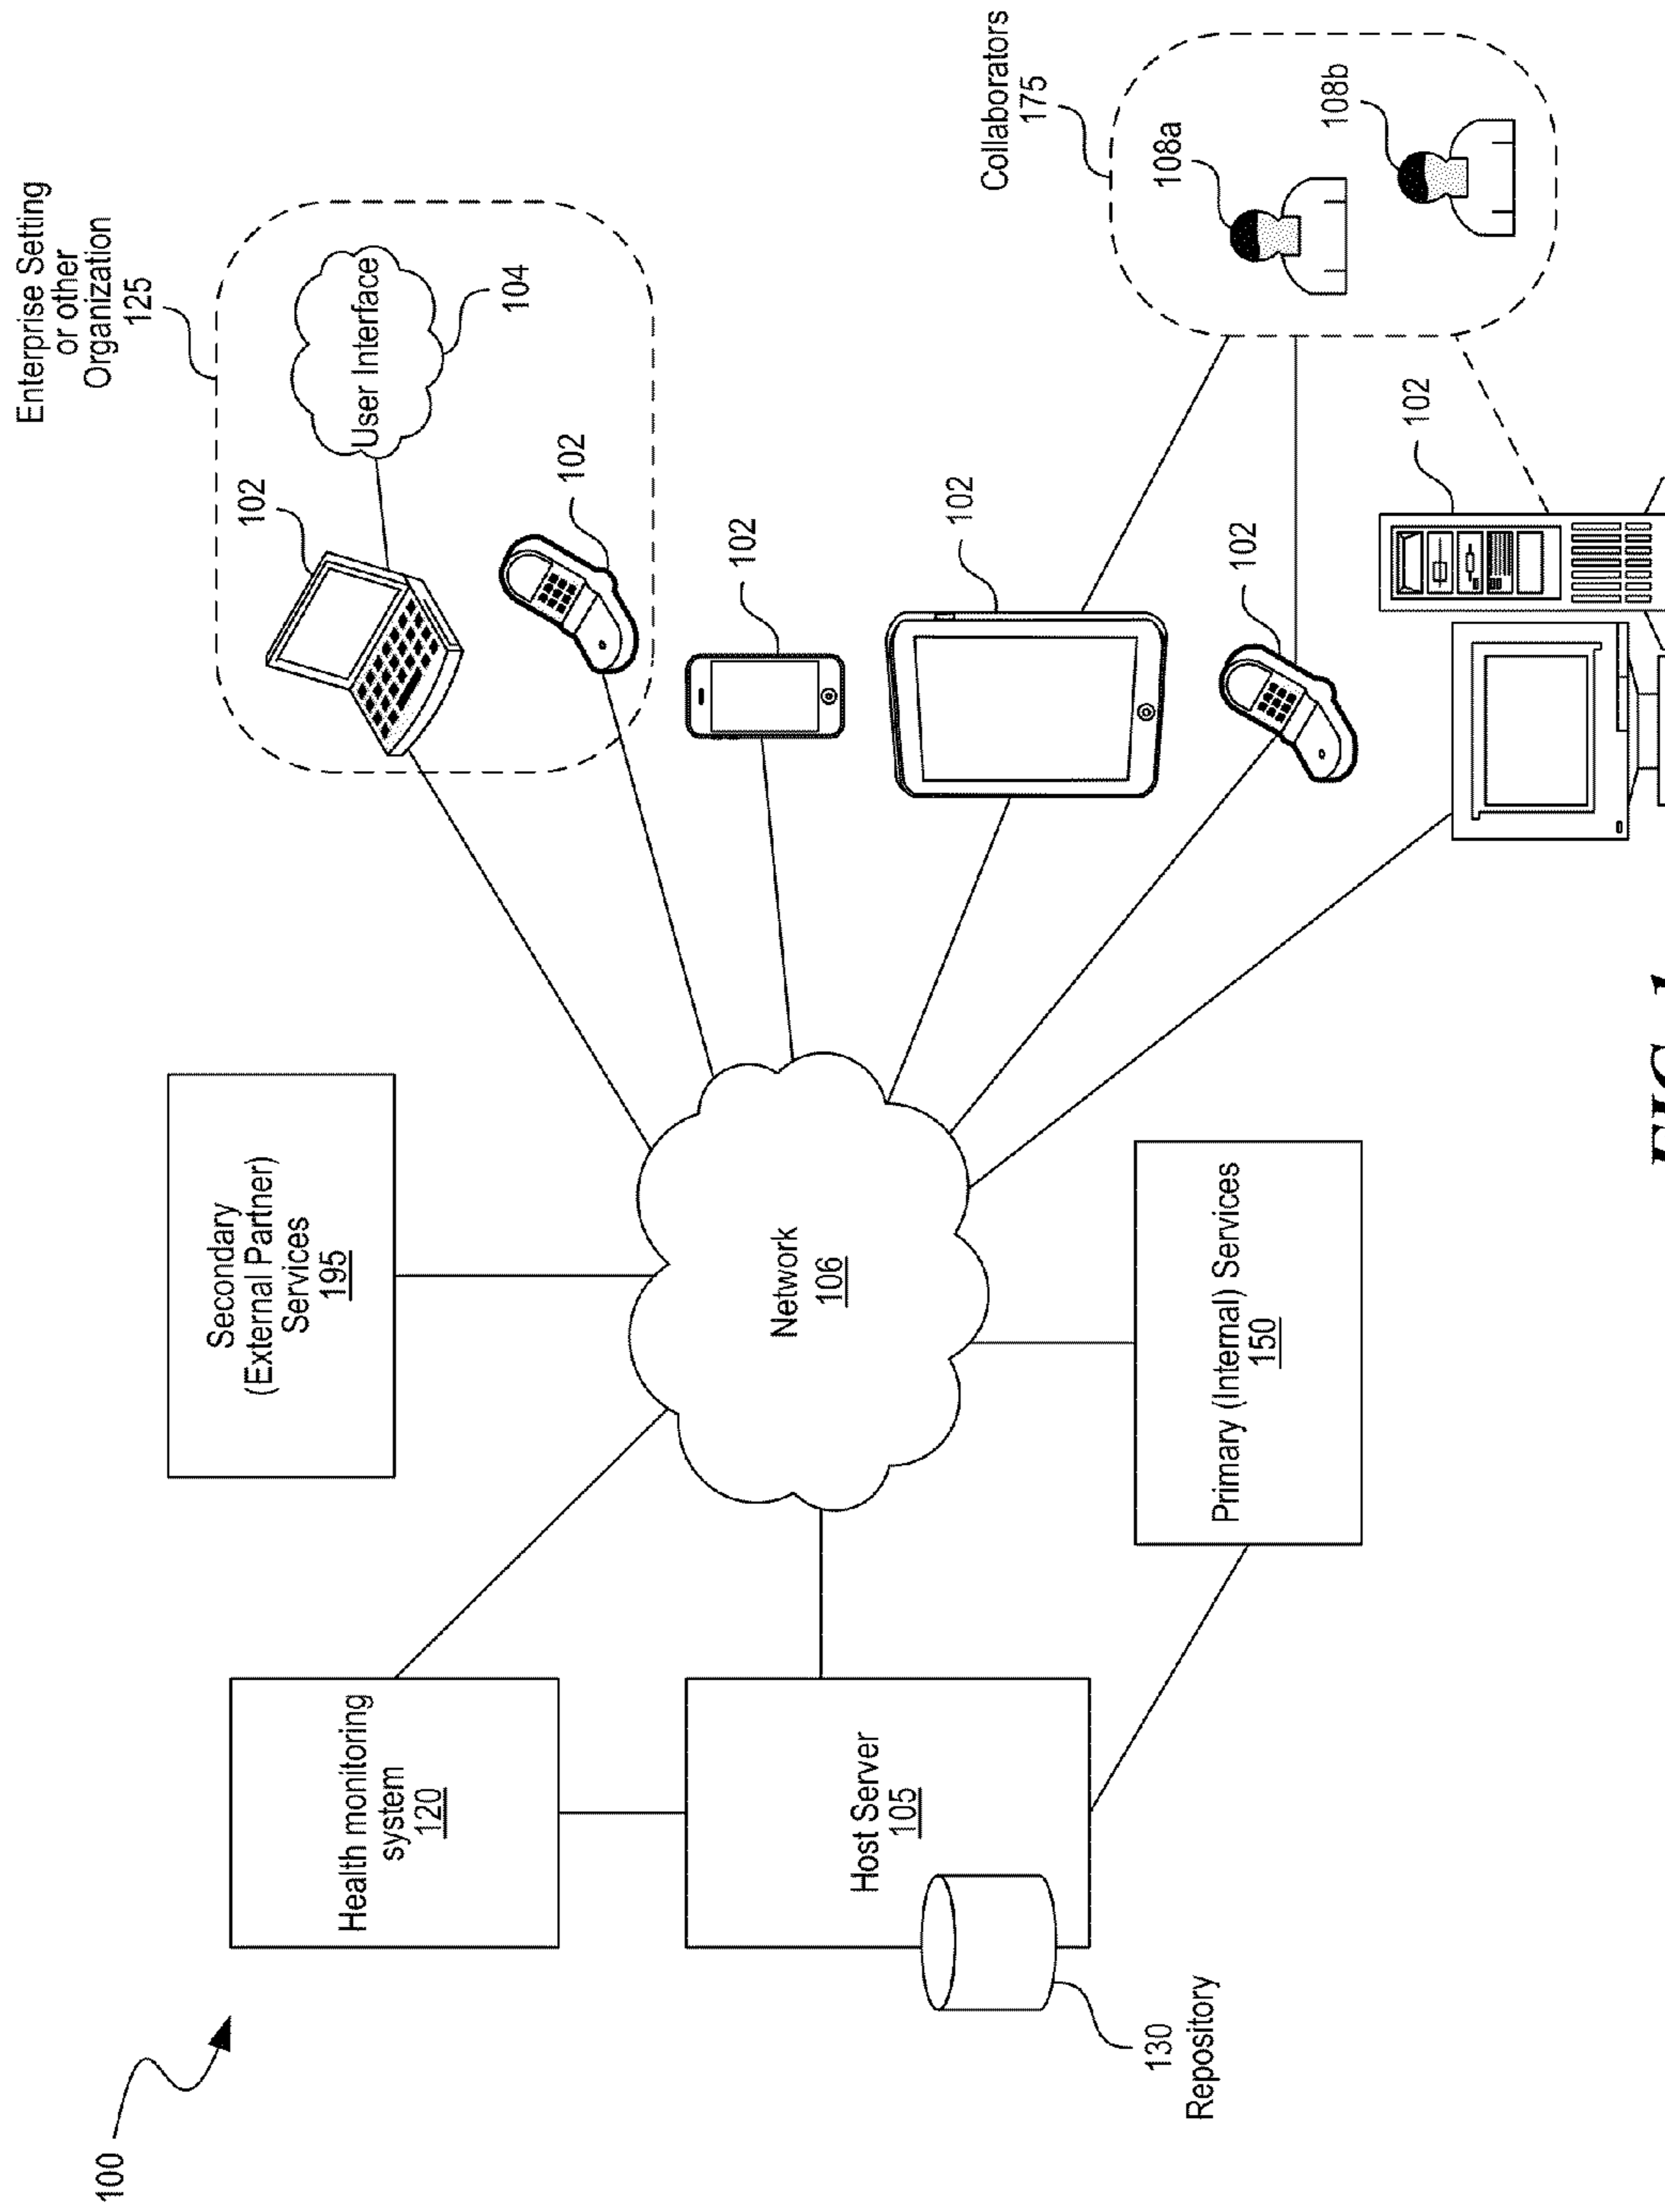 100
Enterprise Setting
or other
Organization
125
Secondary
(External Partner)
Services
195
102
User Interface
104
Health monitoring
system
120
102
102
Network
106
Host Server
105
102
Collaborators
175
108a
108b
130
Repository
Primary (Internal) Services
150
102
102
FIG. 1